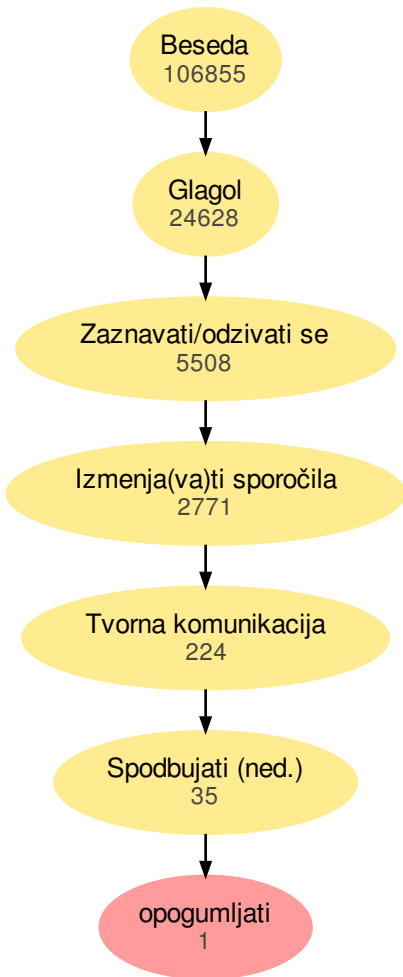 Beseda
106855
Glagol
24628
Zaznavati/odzivati se
5508
Izmenja(va)ti sporočila
2771
Tvorna komunikacija
224
Spodbujati (ned.)
35
opogumljati
1